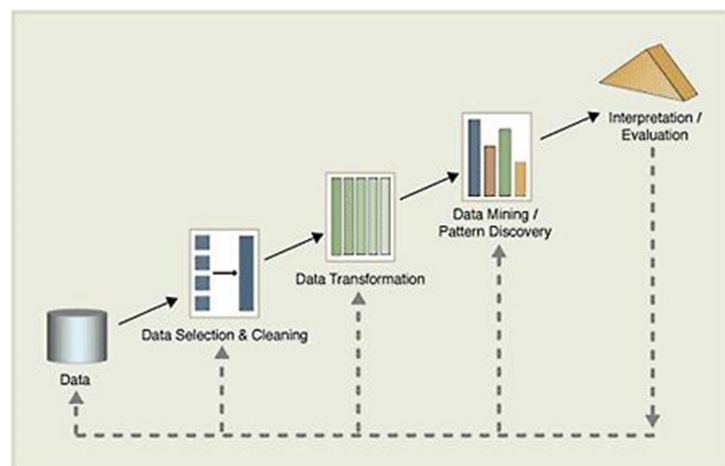 Interpretation /
Evaluation
Data Mining /
Pattern Discovery
Data Transformation
Data Selection & Cleaning
Data